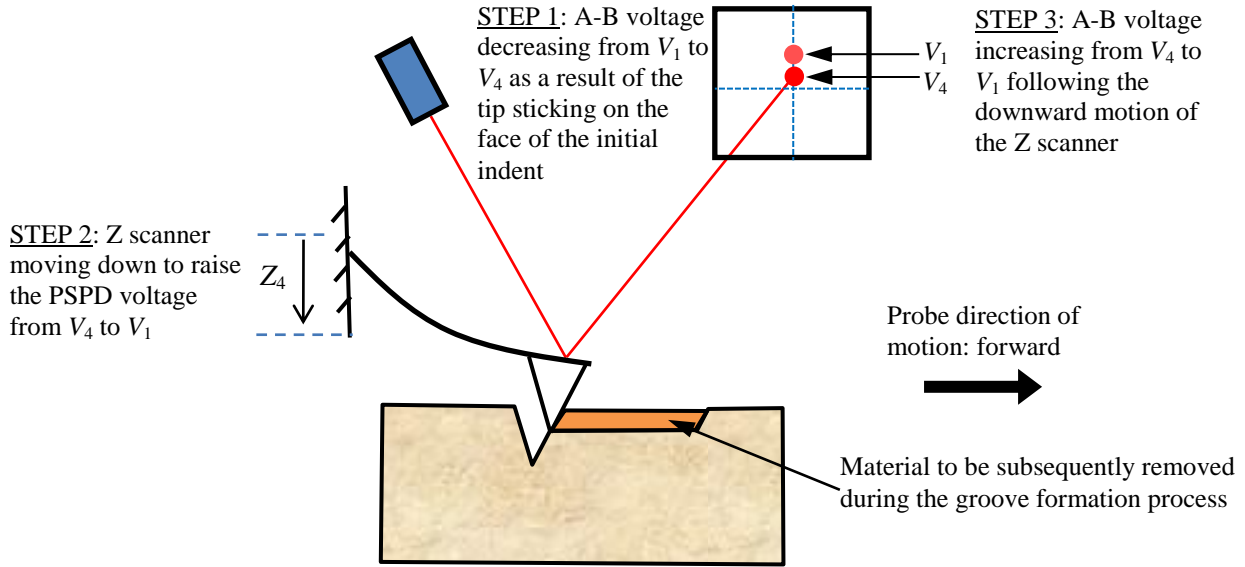 STEP 1: A-B voltage
decreasing from V1 to
V4 as a result of the
tip sticking on the
face of the initial
indent
V1
V4
STEP 3: A-B voltage
increasing from V4 to
V1 following the
downward motion of
the Z scanner
STEP 2: Z scanner
moving down to raise
the PSPD voltage
from V4 to V1
Z4
Probe direction of
motion: forward
Material to be subsequently removed
during the groove formation process